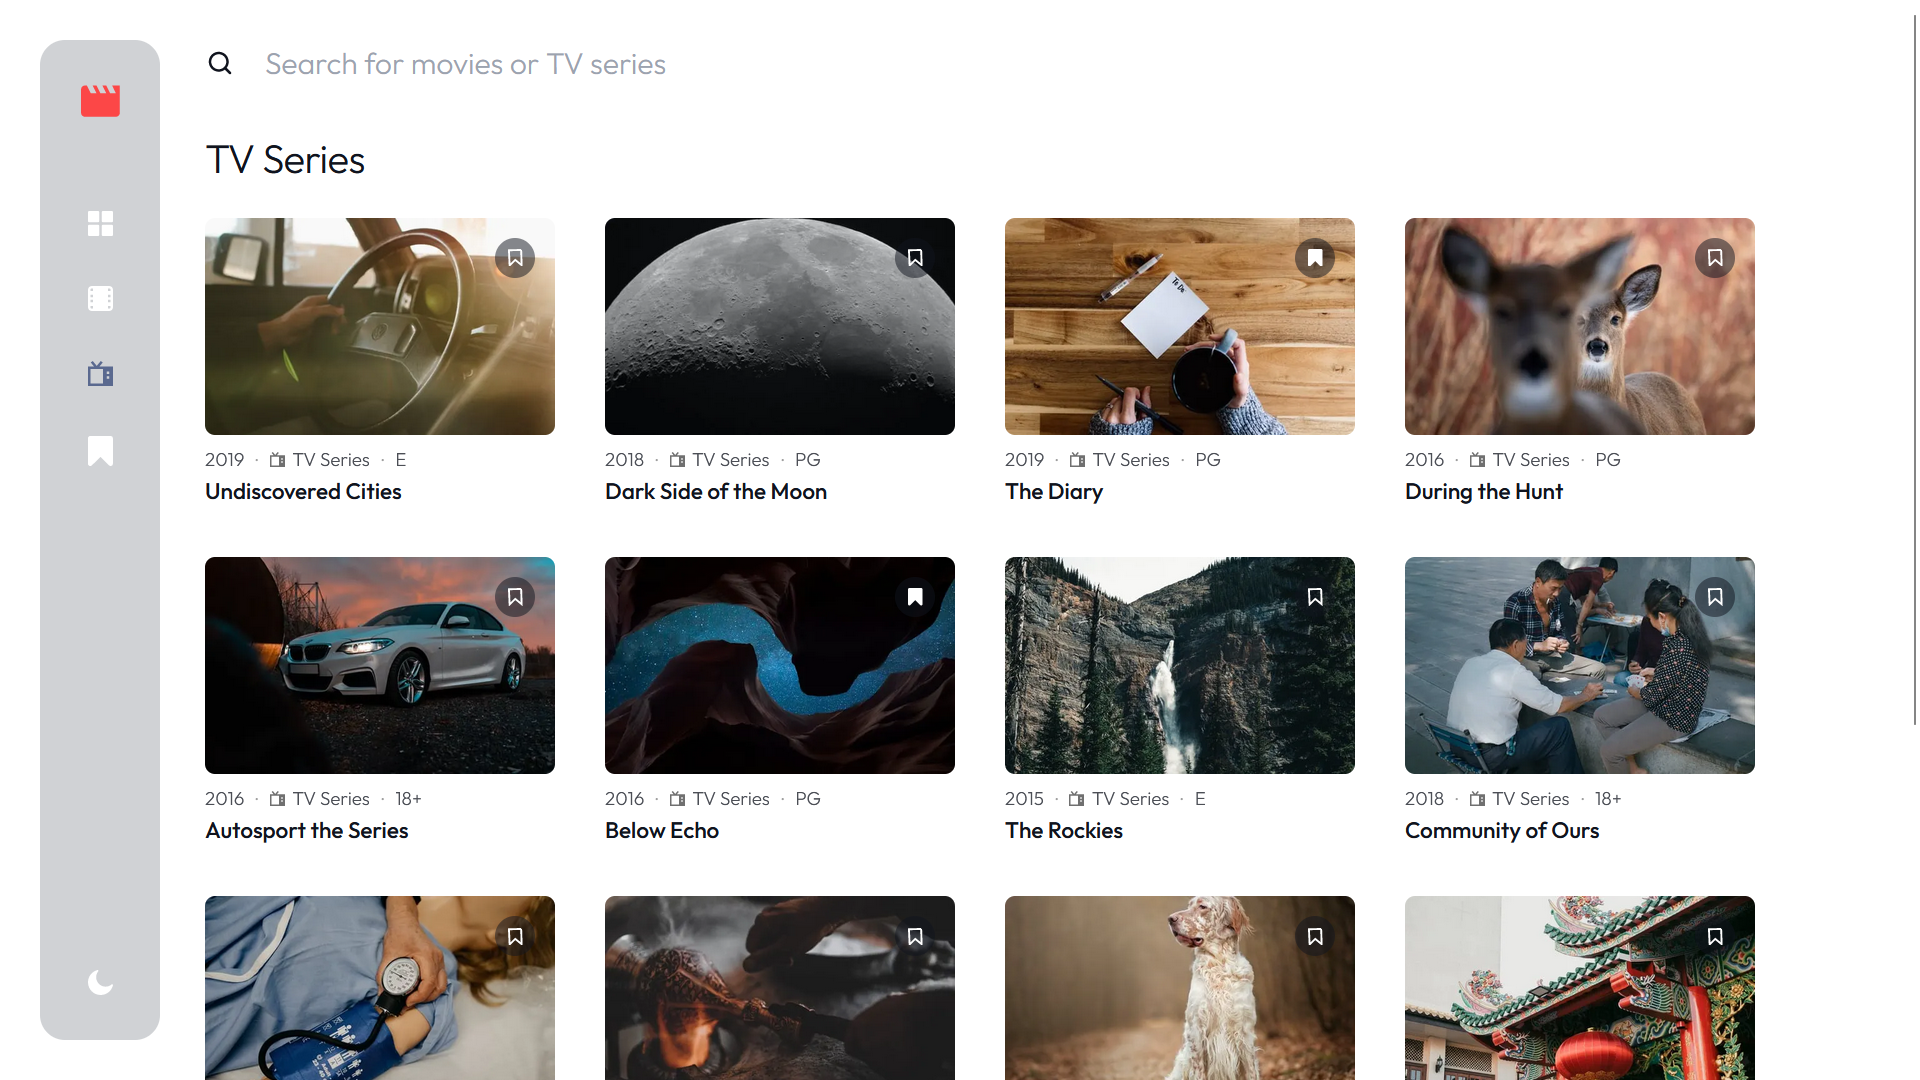 Search for movies or TV series
TV Series
To Do
2019 · TV Series · E
Undiscovered Cities
2018 · TV Series · PG
Dark Side of the Moon
2019 · TV Series · PG
The Diary
2016 · TV Series · PG
During the Hunt
2016 · TV Series · 18+
Autosport the Series
2016 · TV Series · PG
Below Echo
2015 · TV Series · E
The Rockies
2018 · TV Series · 18+
Community of Ours